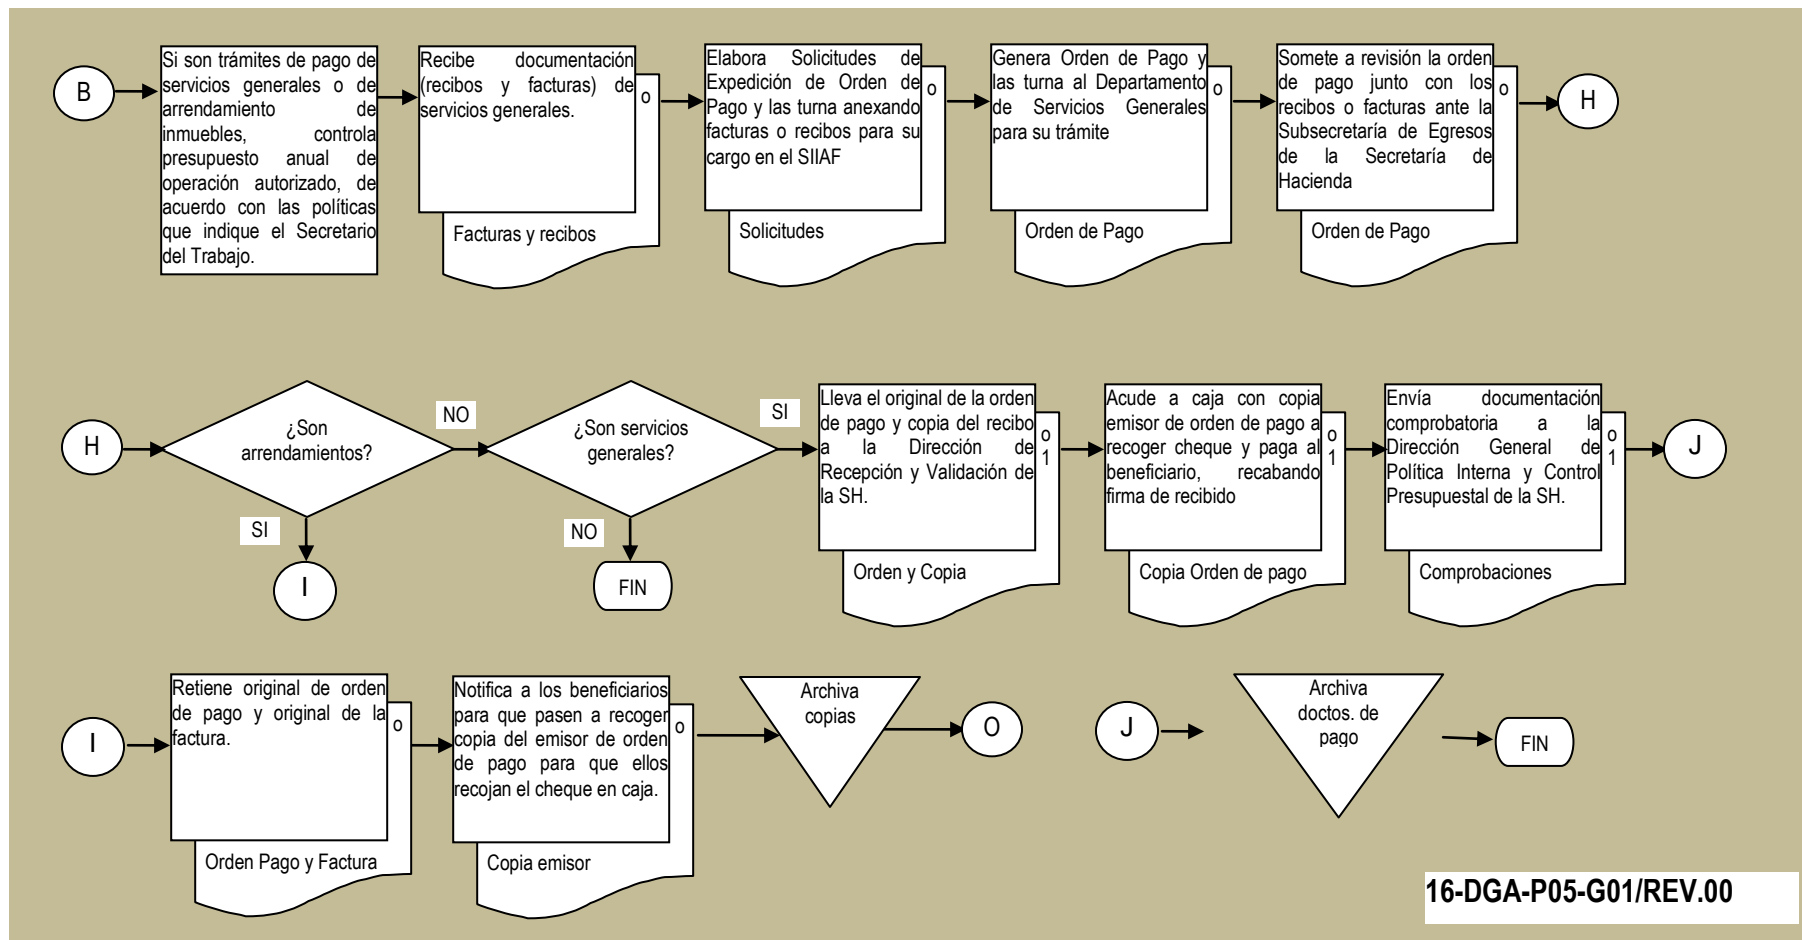 B
Si son trámites de pago de
servicios generales o de
arrendamiento de
inmuebles, controla
presupuesto anual de
operación autorizado, de
acuerdo con las políticas
que indique el Secretario
del Trabajo.
Recibe documentación
(recibos y facturas) de
servicios generales.
o
Facturas y recibos
Elabora Solicitudes de
Expedición de Orden de
Pago y las turna anexando
facturas o recibos para su
cargo en el SIIAF
o
Solicitudes
Genera Orden de Pago y
las turna al Departamento
de Servicios Generales
para su trámite
o
Orden de Pago
Somete a revisión la orden
de pago junto con los
recibos o facturas ante la
Subsecretaría de Egresos
de la Secretaría de
Hacienda
o
Orden de Pago
H
H
¿Son
arrendamientos?
NO
SI
I
¿Son servicios
generales?
SI
NO
FIN
Lleva el original de la orden
de pago y copia del recibo
a la Dirección de
Recepción y Validación de
la SH.
o
1
Orden y Copia
Acude a caja con copia
emisor de orden de pago a
recoger cheque y paga al
beneficiario, recabando
firma de recibido
o
1
Copia Orden de pago
Envía documentación
comprobatoria a la
Dirección General de
Política Interna y Control
Presupuestal de la SH.
o
1
Comprobaciones
J
I
Retiene original de orden
de pago y original de la
factura.
o
Orden Pago y Factura
Notifica a los beneficiarios
para que pasen a recoger
copia del emisor de orden
de pago para que ellos
recojan el cheque en caja.
o
Copia emisor
Archiva
copias
O
J
Archiva
doctos. de
pago
FIN
16-DGA-P05-G01/REV.00